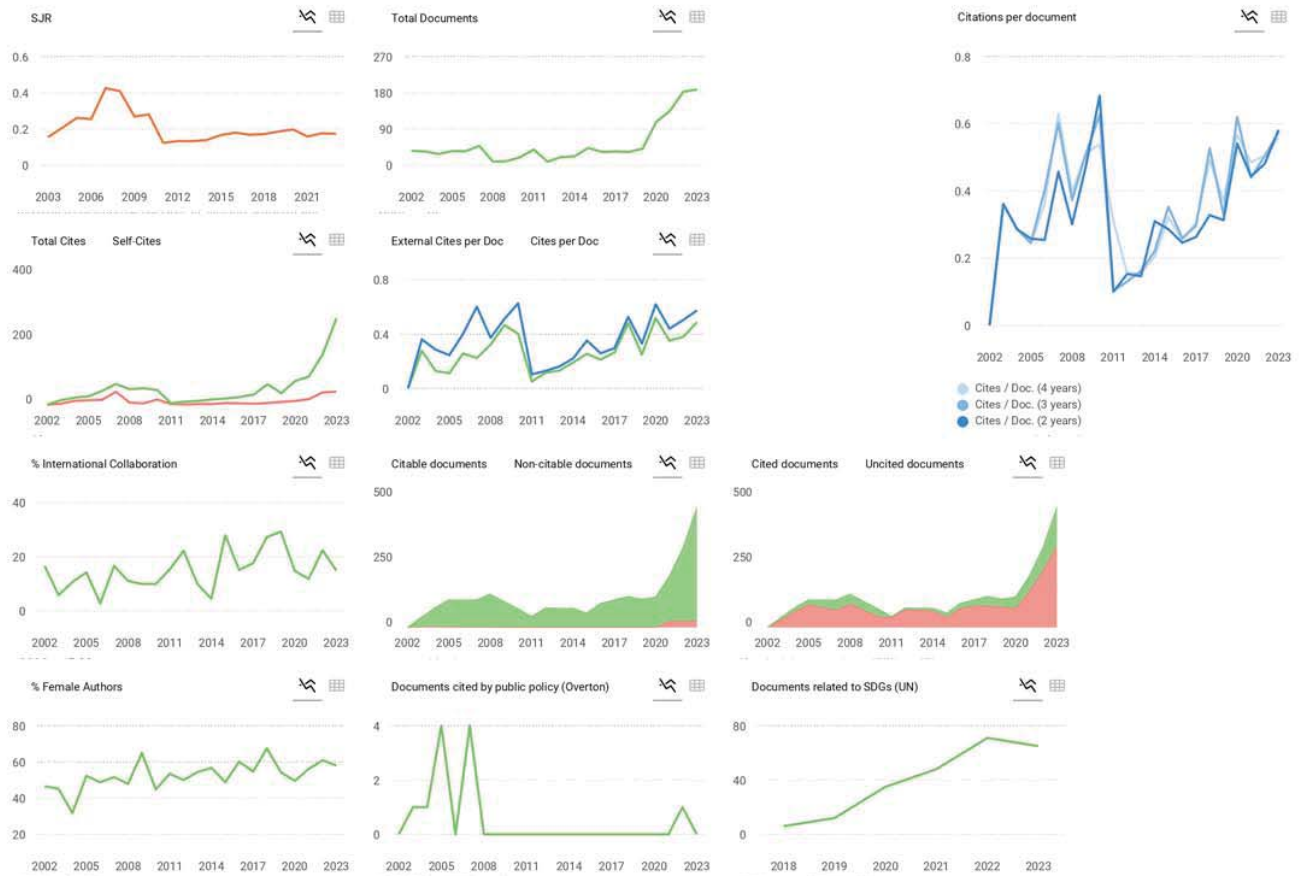 SJR
0.6
0.4
0.2
0
2003 2006 2009 2012 2015 2018 2021
Total Documents
270
180
90
0
2002 2005 2008 2011 2014 2017 2020 2023
Citations per document
0.8
0.6
0.4
0.2
0
2002 2005 2008 2011 2014 2017 2020 2023
Cites / Doc. (4 years)
Cites / Doc. (3 years)
Cites / Doc. (2 years)
Total Cites Self-Cites
400
200
0
2002 2005 2008 2011 2014 2017 2020 2023
External Cites per Doc Cites per Doc
0.8
0.4
0
2002 2005 2008 2011 2014 2017 2020 2023
% International Collaboration
40
20
0
2002 2005 2008 2011 2014 2017 2020 2023
Citable documents Non-citable documents
500
250
0
2002 2005 2008 2011 2014 2017 2020 2023
Cited documents Uncited documents
500
250
0
2002 2005 2008 2011 2014 2017 2020 2023
% Female Authors
80
60
40
20
2002 2005 2008 2011 2014 2017 2020 2023
Documents cited by public policy (Overton)
4
2
0
2002 2005 2008 2011 2014 2017 2020 2023
Documents related to SDGs (UN)
80
40
0
2018 2019 2020 2021 2022 2023